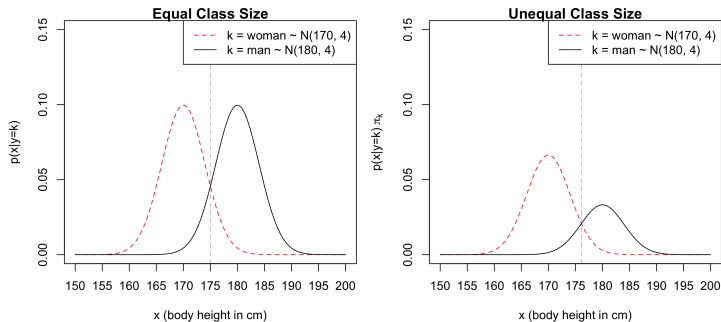 Equal Class Size
k = woman ~ N(170, 4)
k = man ~ N(180, 4)
p(x|y=k)
0.00
0.05
0.10
0.15
150 155 160 165 170 175 180 185 190 195 200
x (body height in cm)
Unequal Class Size
k = woman ~ N(170, 4)
k = man ~ N(180, 4)
p(x|y=k) πk
0.00
0.05
0.10
0.15
150 155 160 165 170 175 180 185 190 195 200
x (body height in cm)